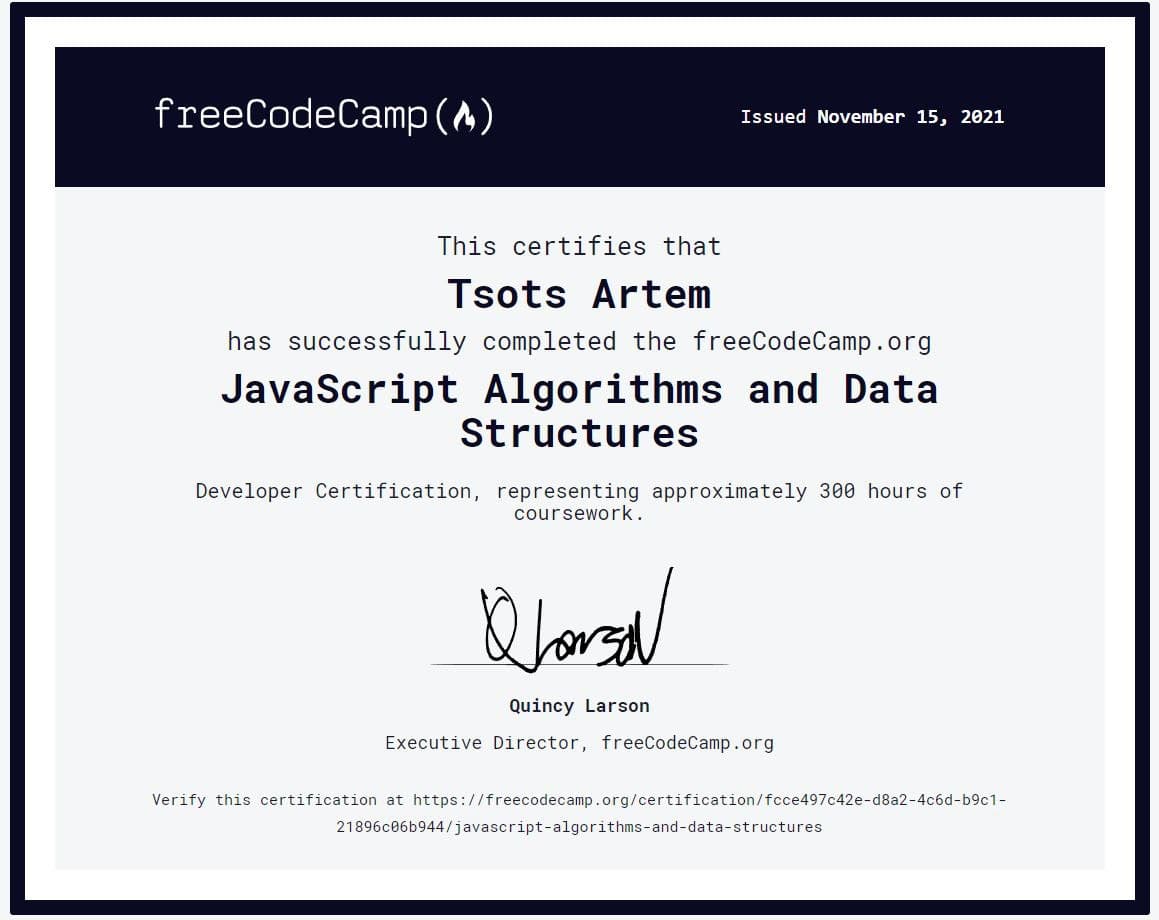 freeCodeCamp
Issued November 15, 2021
This certifies that
Tsots Artem
has successfully completed the freeCodeCamp.org
JavaScript Algorithms and Data
Structures
Developer Certification, representing approximately 300 hours of
coursework.
Q Larson
Quincy Larson
Executive Director, freeCodeCamp.org
Verify this certification at https://freecodecamp.org/certification/fcce497c42e-d8a2-4c6d-b9c1-
21896c06b944/javascript-algorithms-and-data-structures